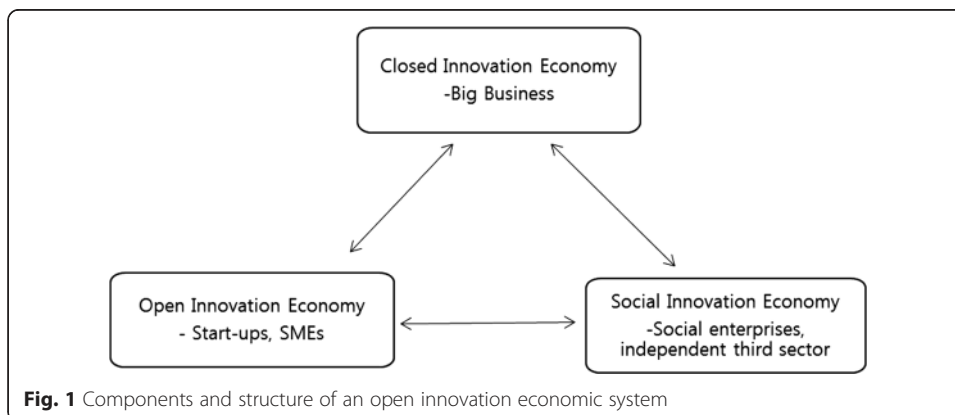 Closed Innovation Economy
-Big Business
Open Innovation Economy
- Start-ups, SMEs
Social Innovation Economy
-Social enterprises,
independent third sector
Fig. 1 Components and structure of an open innovation economic system